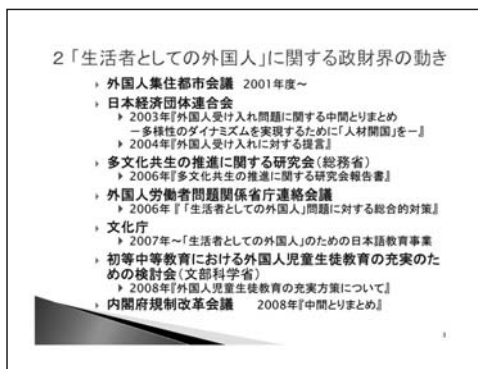 ２「生活者としての外国人」に関する政財界の動き
外国人集住都市会議 2001年度～
日本経済団体連合会
2003年『外国人受け入れ問題に関する中間とりまとめ
－多様性のダイナミズムを実現するために「人材開国」を－』
2004年『外国人受け入れに対する提言』
多文化共生の推進に関する研究会(総務省)
2006年『多文化共生の推進に関する研究会報告書』
外国人労働者問題関係省庁連絡会議
2006年『「生活者としての外国人」問題に対する総合的対策』
文化庁
2007年～「生活者としての外国人」のための日本語教育事業
初等中等教育における外国人児童生徒教育の充実のた
めの検討会(文部科学省)
2008年『外国人児童生徒教育の充実方策について』
内閣府規制改革会議 2008年『中間とりまとめ』